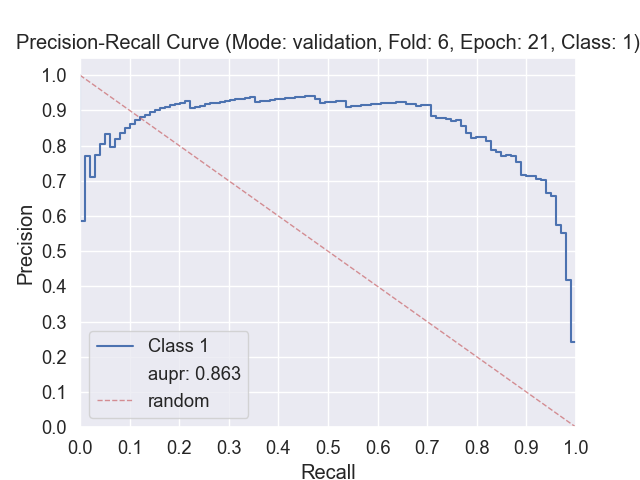 Precision-Recall Curve (Mode: validation, Fold: 6, Epoch: 21, Class: 1)
1.0
0.9
0.8
0.7
0.6
0.5
0.4
0.3
0.2
0.1
0.0
Precision
Class 1
aupr: 0.863
random
0.0 0.1 0.2 0.3 0.4 0.5 0.6 0.7 0.8 0.9 1.0
Recall